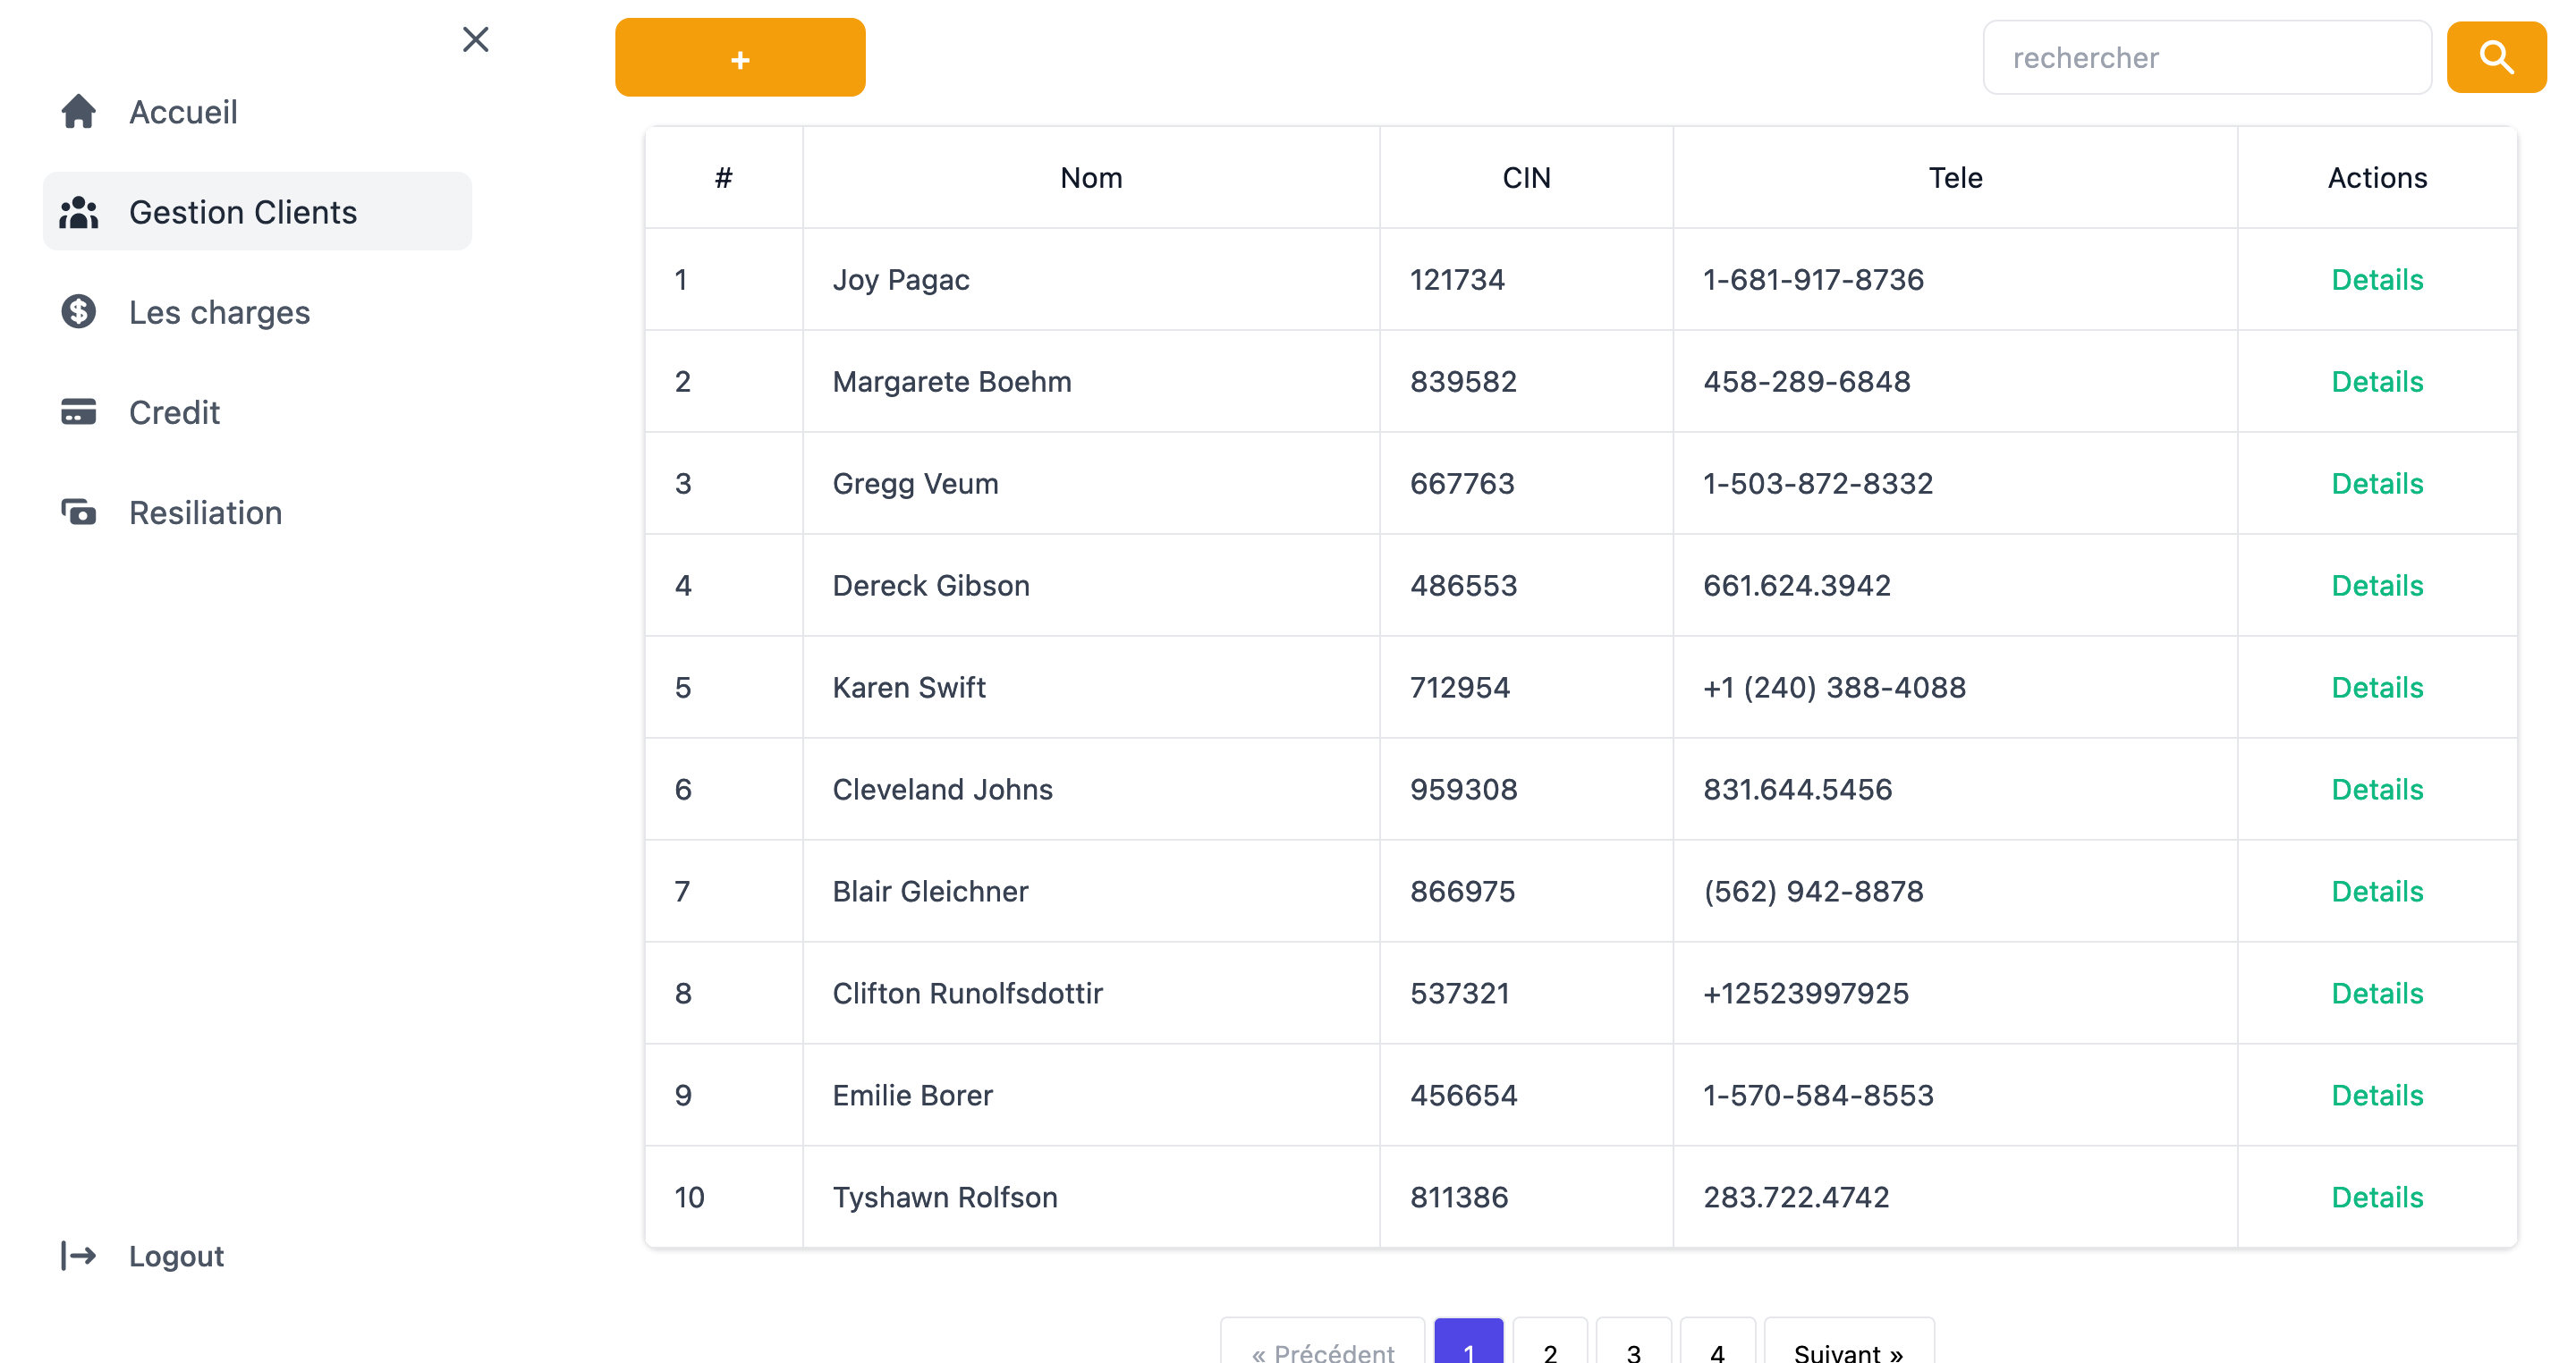 Accueil
Gestion Clients
Les charges
Credit
Resiliation
Logout
+
rechercher
# Nom CIN Tele Actions
1 Joy Pagac 121734 1-681-917-8736 Details
2 Margarete Boehm 839582 458-289-6848 Details
3 Gregg Veum 667763 1-503-872-8332 Details
4 Dereck Gibson 486553 661.624.3942 Details
5 Karen Swift 712954 +1 (240) 388-4088 Details
6 Cleveland Johns 959308 831.644.5456 Details
7 Blair Gleichner 866975 (562) 942-8878 Details
8 Clifton Runolfsdottir 537321 +12523997925 Details
9 Emilie Borer 456654 1-570-584-8553 Details
10 Tyshawn Rolfson 811386 283.722.4742 Details
« Précédent 1 2 3 4 Suivant »